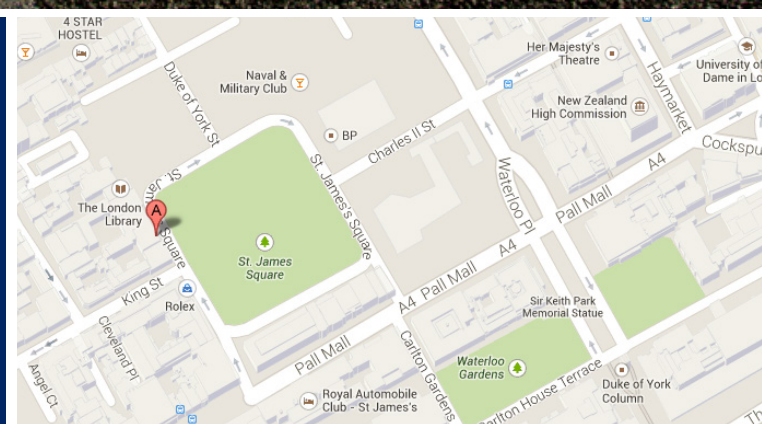 4 STAR
HOSTEL
Duke of York St
Naval &
Military Club
Her Majesty's
Theatre
Haymarket
University of
Dame in Lo
New Zealand
High Commission
BP
Charles II St
Cockspu
A4
St. Jam
St. James's Square
Waterloo Pl
Pall Mall
The London
Library
A
Square
St. James
Square
A4
King St
Rolex
A4
Pall Mall
Sir Keith Park
Memorial Statue
Cleveland Pl
Pall Mall
Angel Ct
Carlton Gardens
Waterloo
Gardens
Royal Automobile
Club - St James's
Carlton House Terrace
Duke of York
Column
The